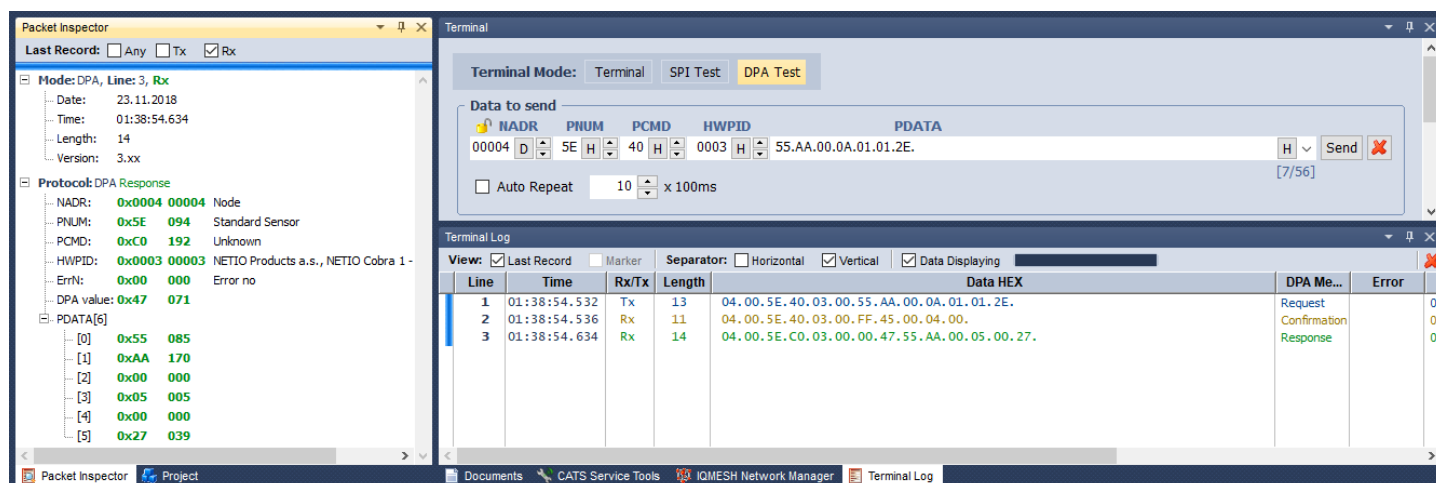 Packet Inspector
Last Record: Any Tx Rx
Mode: DPA, Line: 3, Rx
Date: 23.11.2018
Time: 01:38:54.634
Length: 14
Version: 3.xx
Protocol: DPA Response
NADR: 0x0004 00004 Node
PNUM: 0x5E 094 Standard Sensor
PCMD: 0xC0 192 Unknown
HWPID: 0x0003 00003 NETIO Products a.s., NETIO Cobra 1 -
ErrN: 0x00 000 Error no
DPA value: 0x47 071
PDATA[6]
[0] 0x55 085
[1] 0xAA 170
[2] 0x00 000
[3] 0x05 005
[4] 0x00 000
[5] 0x27 039
Packet Inspector Project
Terminal
Terminal Mode: Terminal SPI Test DPA Test
Data to send
NADR PNUM PCMD HWPID PDATA
00004 D 5E H 40 H 0003 H 55.AA.00.0A.01.01.2E. H Send
[7/56]
Auto Repeat 10 x 100ms
Terminal Log
View: Last Record Marker Separator: Horizontal Vertical Data Displaying
Line Time Rx/Tx Length Data HEX DPA Me... Error
1 01:38:54.532 Tx 13 04.00.5E.40.03.00.55.AA.00.0A.01.01.2E. Request 0
2 01:38:54.536 Rx 11 04.00.5E.40.03.00.FF.45.00.04.00. Confirmation 0
3 01:38:54.634 Rx 14 04.00.5E.C0.03.00.00.47.55.AA.00.05.00.27. Response 0
Documents CATS Service Tools IQMESH Network Manager Terminal Log